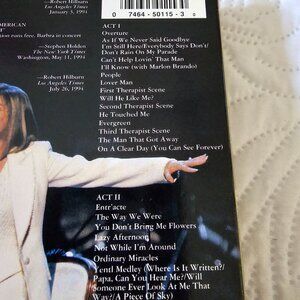 0 7464-50115-3 0
—Robert Hilburn
Los Angeles Times
January 3, 1994
MERICAN
tion runs free. Barbra in concert
—Stephen Holden
The New York Times
Washington, May 11, 1994
—Robert Hilburn
Los Angeles Times
July 26, 1994
ACT I
Overture
As If We Never Said Goodbye
I'm Still Here/Everybody Says Don't/
Don't Rain On My Parade
Can't Help Lovin' That Man
I'll Know (with Marlon Brando)
People
Lover Man
First Therapist Scene
Will He Like Me?
Second Therapist Scene
He Touched Me
Evergreen
Third Therapist Scene
The Man That Got Away
On A Clear Day (You Can See Forever)
ACT II
Entr'acte
The Way We Were
You Don't Bring Me Flowers
Lazy Afternoon
Not While I'm Around
Ordinary Miracles
Yentl Medley (Where Is It Written?/
Papa, Can You Hear Me?/Will
Someone Ever Look At Me That
Way?/A Piece Of Sky)